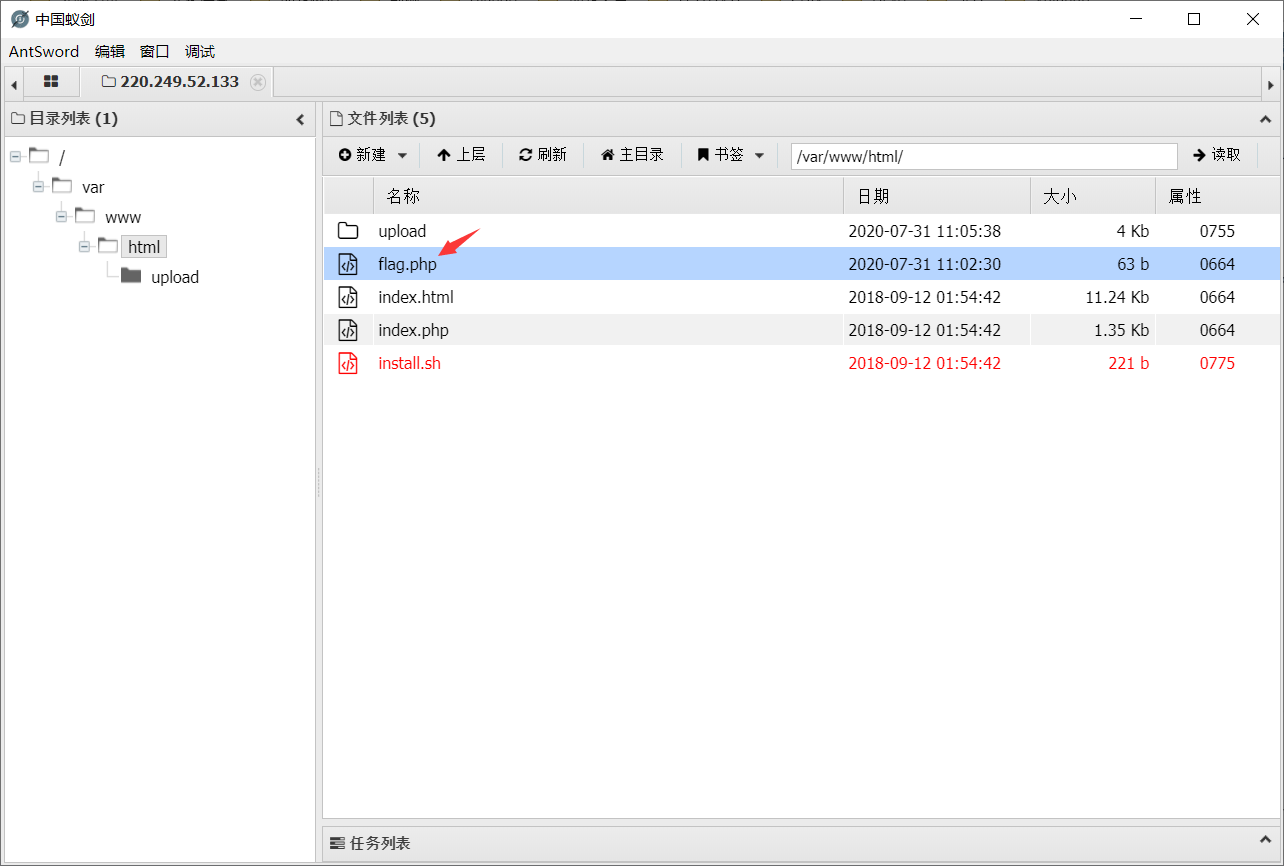 中国蚁剑
AntSword 编辑 窗口 调试
220.249.52.133
目录列表 (1)
/
var
www
html
upload
文件列表 (5)
新建 上层 刷新 主目录 书签 /var/www/html/ 读取
名称 日期 大小 属性
upload 2020-07-31 11:05:38 4 Kb 0755
flag.php 2020-07-31 11:02:30 63 b 0664
index.html 2018-09-12 01:54:42 11.24 Kb 0664
index.php 2018-09-12 01:54:42 1.35 Kb 0664
install.sh 2018-09-12 01:54:42 221 b 0775
任务列表